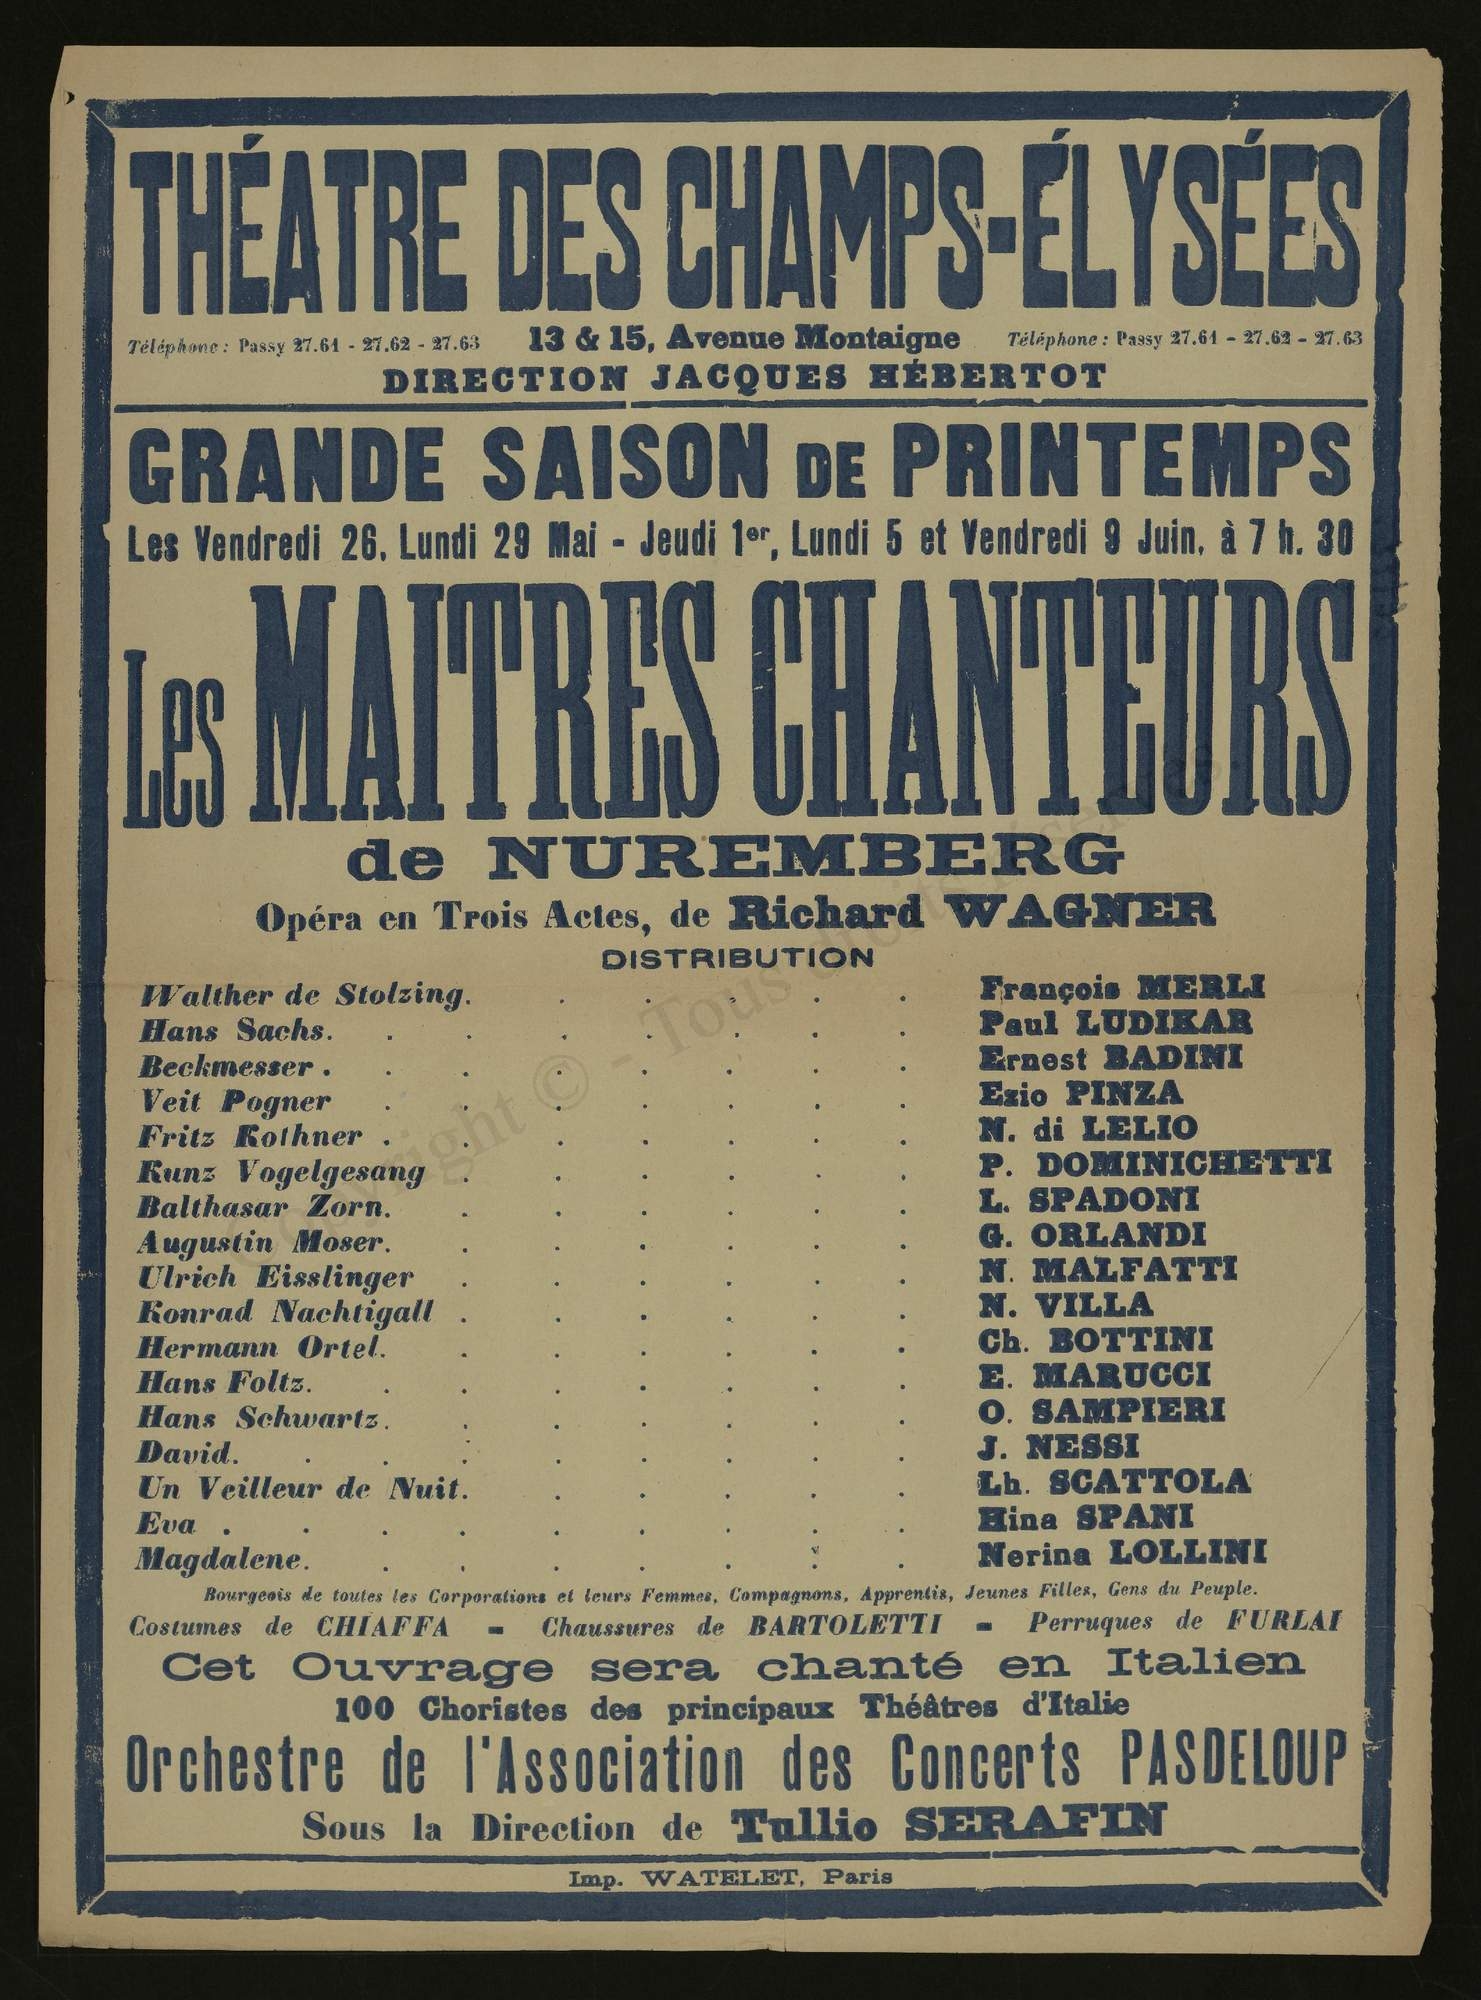 THÉATRE DES CHAMPS-ÉLYSÉES
Téléphone : Passy 27.61 - 27.62 - 27.63 13 & 15, Avenue Montaigne Téléphone : Passy 27.61 - 27.62 - 27.63
DIRECTION JACQUES HÉBERTOT
GRANDE SAISON DE PRINTEMPS
Les Vendredi 26, Lundi 29 Mai - Jeudi 1er, Lundi 5 et Vendredi 9 Juin, à 7 h. 30
Les MAITRES CHANTEURS
de NUREMBERG
Opéra en Trois Actes, de Richard WAGNER
DISTRIBUTION
Walther de Stolzing. . . . . . François MERLI
Hans Sachs. . . . . . . . Paul LUDIKAR
Beckmesser . . . . . . . . Ernest BADINI
Veit Pogner . . . . . . . Ezio PINZA
Fritz Kothner . . . . . . . N. di LELIO
Kunz Vogelgesang . . . . . . P. DOMINICHETTI
Balthasar Zorn. . . . . . . L. SPADONI
Augustin Moser. . . . . . . G. ORLANDI
Ulrich Eisslinger . . . . . . N. MALFATTI
Konrad Nachtigall . . . . . . N. VILLA
Hermann Ortel. . . . . . . Ch. BOTTINI
Hans Foltz. . . . . . . . E. MARUCCI
Hans Schwartz. . . . . . . O. SAMPIERI
David. . . . . . . . . J. NESSI
Un Veilleur de Nuit. . . . . . Lh. SCATTOLA
Eva . . . . . . . . . Hina SPANI
Magdalene. . . . . . . . Nerina LOLLINI
Bourgeois de toutes les Corporations et leurs Femmes, Compagnons, Apprentis, Jeunes Filles, Gens du Peuple.
Costumes de CHIAFFA - Chaussures de BARTOLETTI - Perruques de FURLAI
Cet Ouvrage sera chanté en Italien
100 Choristes des principaux Théâtres d'Italie
Orchestre de l'Association des Concerts PASDELOUP
Sous la Direction de Tullio SERAFIN
Imp. WATELET, Paris
Copyright © - Tous droits réservés.